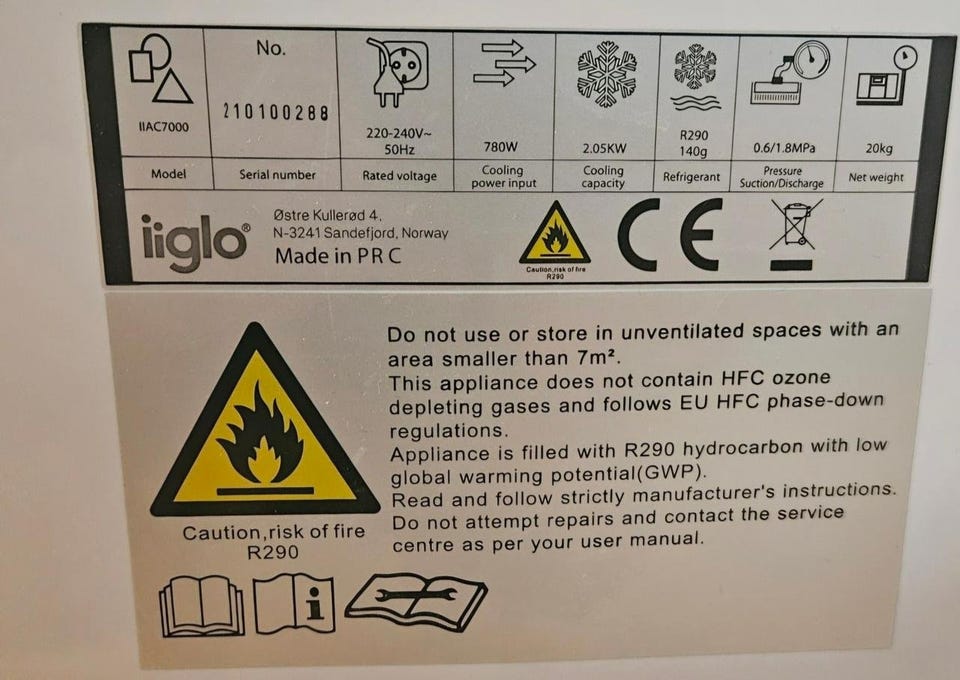 IIAC7000
Model
No.
210100288
Serial number
220-240V~
50Hz
Rated voltage
780W
Cooling
power input
2.05KW
Cooling
capacity
R290
140g
Refrigerant
0.6/1.8MPa
Pressure
Suction/Discharge
20kg
Net weight
iiglo®
Østre Kullerød 4,
N-3241 Sandefjord, Norway
Made in PRC
Caution,risk of fire
R290
CE
Do not use or store in unventilated spaces with an
area smaller than 7m².
This appliance does not contain HFC ozone
depleting gases and follows EU HFC phase-down
regulations.
Appliance is filled with R290 hydrocarbon with low
global warming potential(GWP).
Read and follow strictly manufacturer's instructions.
Do not attempt repairs and contact the service
centre as per your user manual.
Caution,risk of fire
R290
i